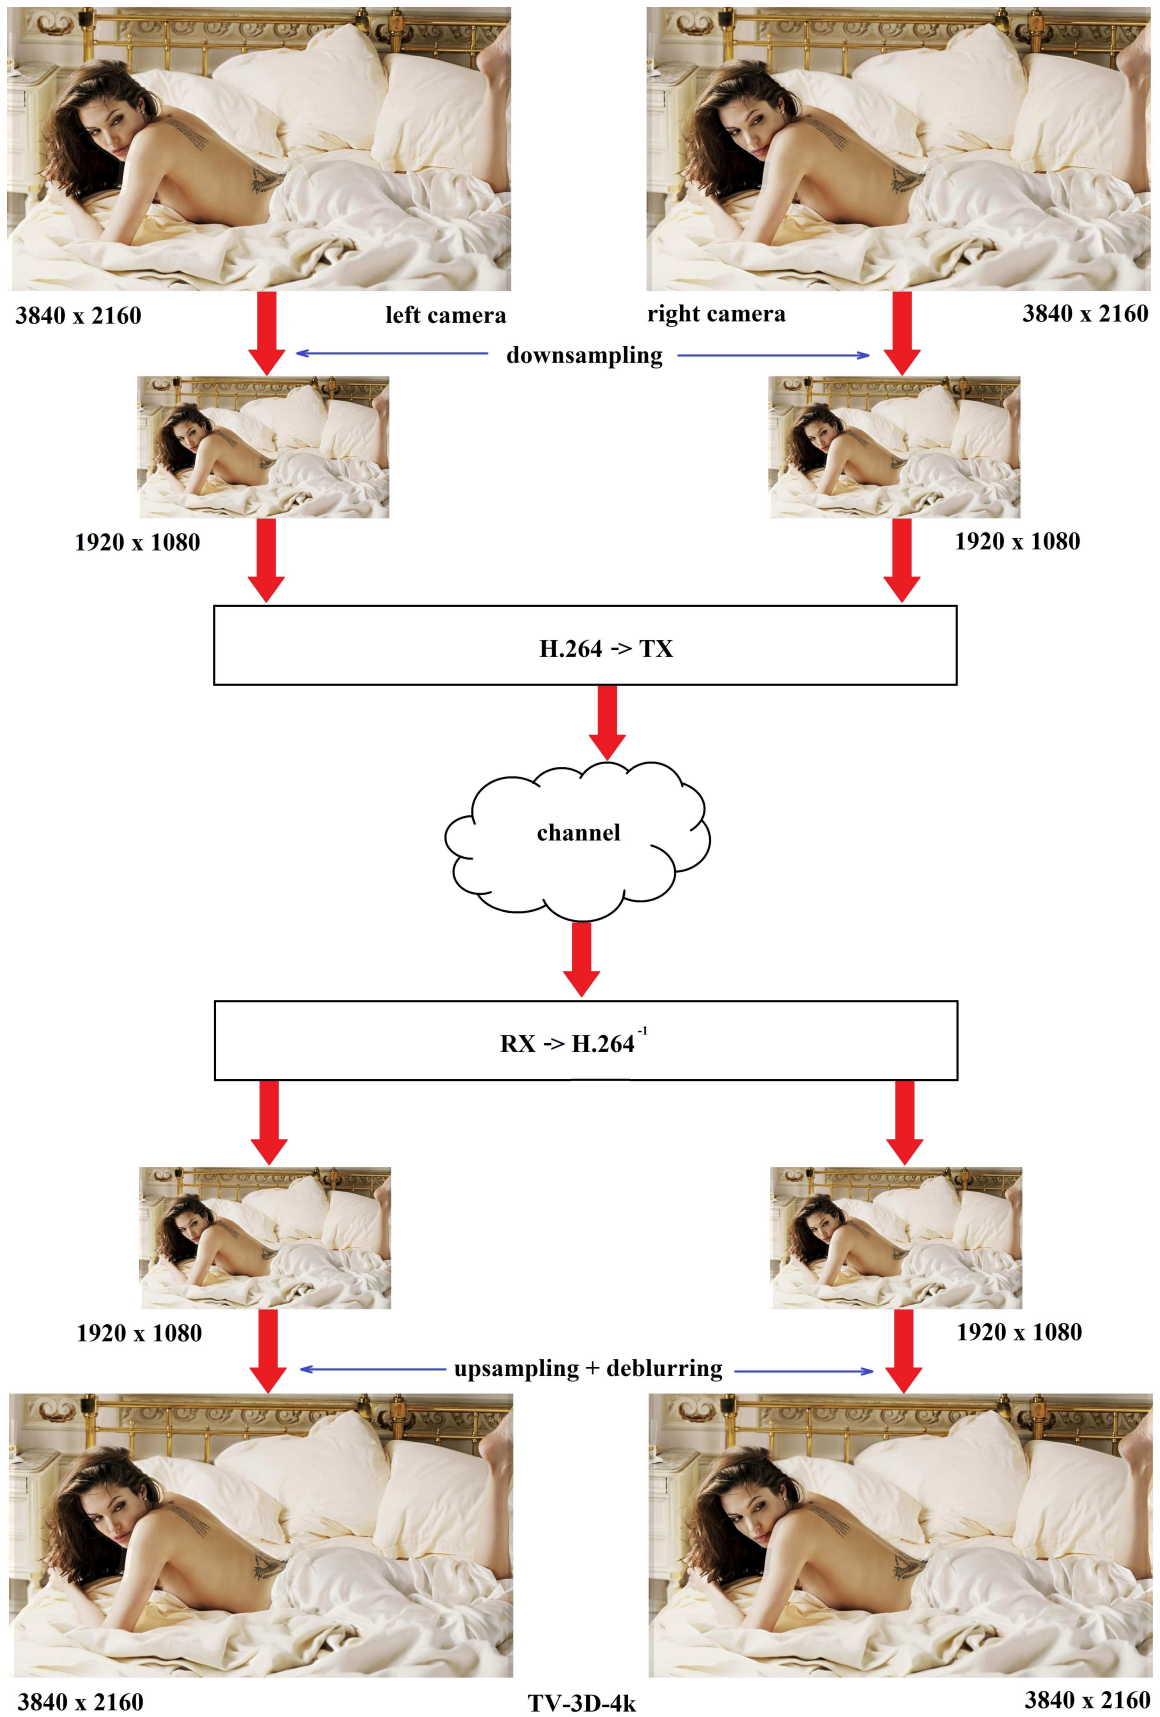 3840 x 2160
left camera
right camera
3840 x 2160
downsampling
1920 x 1080
1920 x 1080
H.264 -> TX
channel
RX -> H.264⁻¹
1920 x 1080
1920 x 1080
upsampling + deblurring
3840 x 2160
TV-3D-4k
3840 x 2160